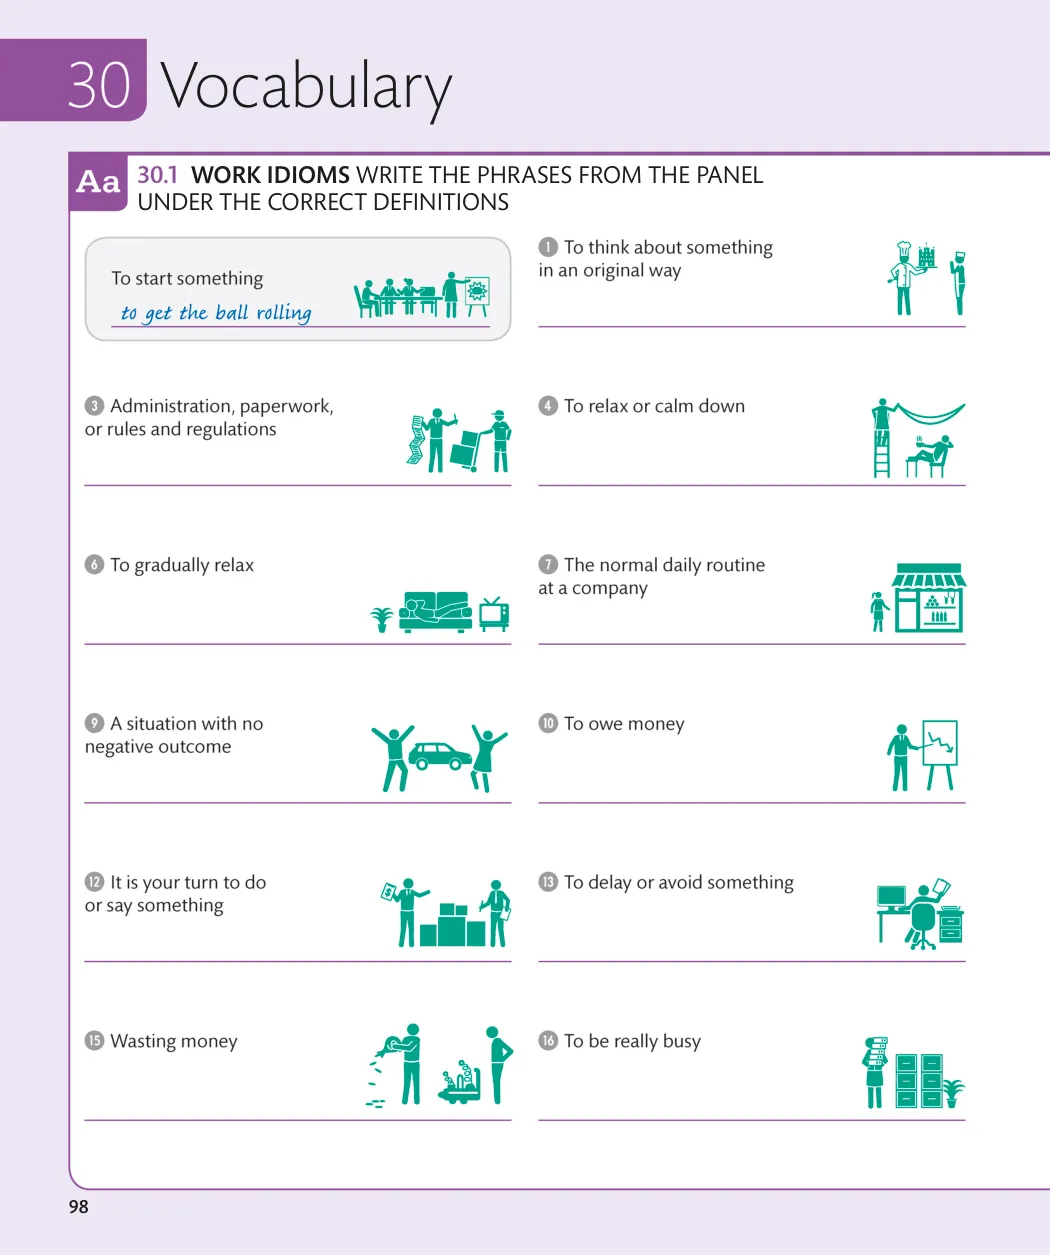 30 Vocabulary
Aa
30.1 WORK IDIOMS WRITE THE PHRASES FROM THE PANEL
UNDER THE CORRECT DEFINITIONS
To start something
to get the ball rolling
1 To think about something
in an original way
3 Administration, paperwork,
or rules and regulations
4 To relax or calm down
6 To gradually relax
7 The normal daily routine
at a company
9 A situation with no
negative outcome
10 To owe money
12 It is your turn to do
or say something
$
13 To delay or avoid something
15 Wasting money
16 To be really busy
98